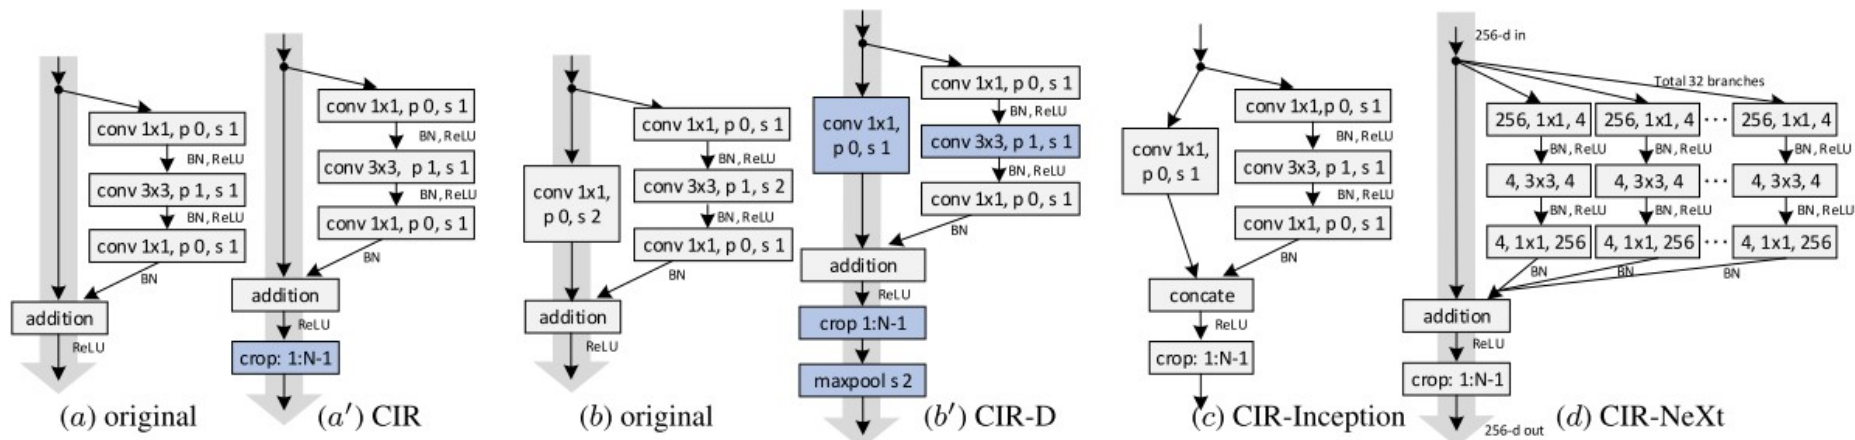 conv 1x1, p 0, s 1
BN, ReLU
conv 3x3, p 1, s 1
BN, ReLU
conv 1x1, p 0, s 1
BN
addition
ReLU
(a) original
conv 1x1, p 0, s 1
BN, ReLU
conv 3x3, p 1, s 1
BN, ReLU
conv 1x1, p 0, s 1
BN
addition
ReLU
crop: 1:N-1
(a′) CIR
conv 1x1, p 0, s 1
BN, ReLU
conv 1x1,
p 0, s 2
conv 3x3, p 1, s 2
BN, ReLU
conv 1x1, p 0, s 1
BN
addition
ReLU
(b) original
conv 1x1, p 0, s 1
BN, ReLU
conv 1x1,
p 0, s 1
conv 3x3, p 1, s 1
BN, ReLU
conv 1x1, p 0, s 1
BN
addition
ReLU
crop 1:N-1
maxpool s 2
(b′) CIR-D
conv 1x1,p 0, s 1
BN, ReLU
conv 1x1,
p 0, s 1
conv 3x3, p 1, s 1
BN, ReLU
conv 1x1, p 0, s 1
BN
concate
ReLU
crop: 1:N-1
(c) CIR-Inception
256-d in
Total 32 branches
256, 1x1, 4 256, 1x1, 4 ··· 256, 1x1, 4
BN, ReLU BN, ReLU BN, ReLU
4, 3x3, 4 4, 3x3, 4 ··· 4, 3x3, 4
BN, ReLU BN, ReLU BN, ReLU
4, 1x1, 256 4, 1x1, 256 ··· 4, 1x1, 256
BN BN BN
addition
ReLU
crop: 1:N-1
256-d out
(d) CIR-NeXt